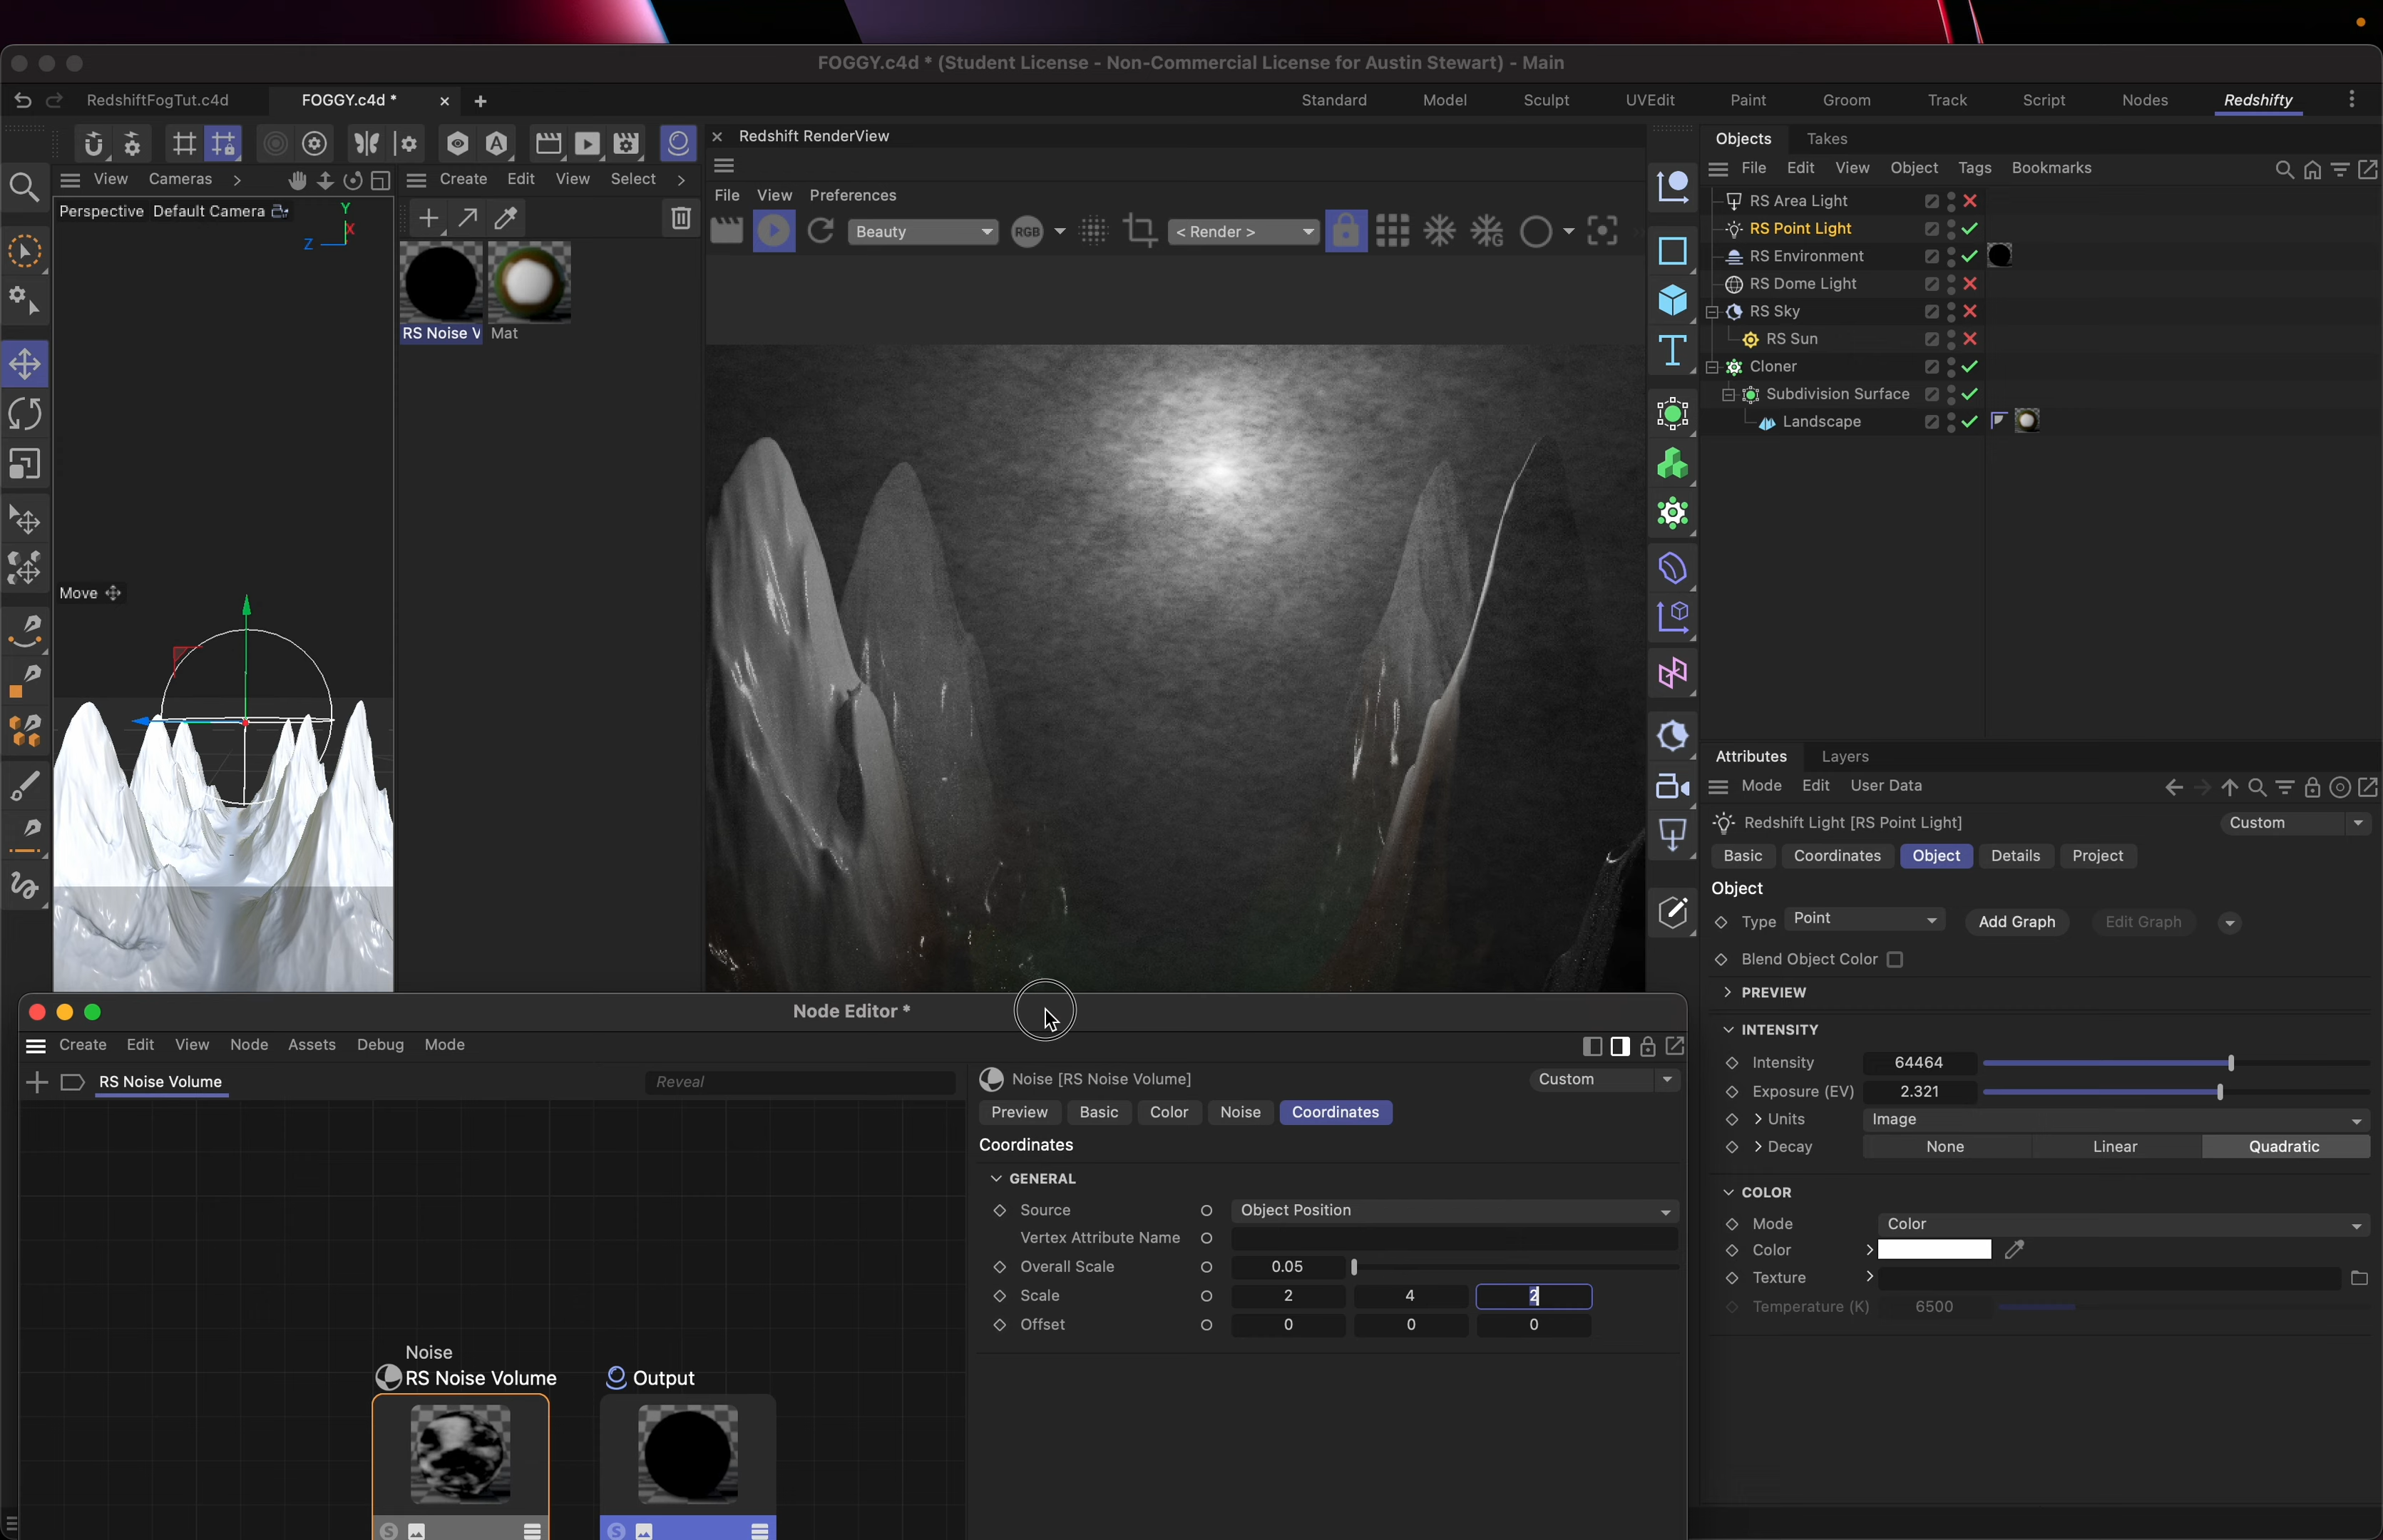 FOGGY.c4d * (Student License - Non-Commercial License for Austin Stewart) - Main
RedshiftFogTut.c4d
FOGGY.c4d *
Standard
Model
Sculpt
UVEdit
Paint
Groom
Track
Script
Nodes
Redshifty
View
Cameras
Perspective
Default Camera
Y
X
Z
Move
Create
Edit
View
Select
RS Noise V
Mat
Redshift RenderView
File
View
Preferences
Beauty
RGB
< Render >
Objects
Takes
File
Edit
View
Object
Tags
Bookmarks
RS Area Light
RS Point Light
RS Environment
RS Dome Light
RS Sky
RS Sun
Cloner
Subdivision Surface
Landscape
Attributes
Layers
Mode
Edit
User Data
Redshift Light [RS Point Light]
Custom
Basic
Coordinates
Object
Details
Project
Object
Type
Point
Add Graph
Edit Graph
Blend Object Color
PREVIEW
INTENSITY
Intensity
64464
Exposure (EV)
2.321
Units
Image
Decay
None
Linear
Quadratic
COLOR
Mode
Color
Color
Texture
Temperature (K)
6500
Node Editor *
Create
Edit
View
Node
Assets
Debug
Mode
RS Noise Volume
Reveal
Noise
RS Noise Volume
S
Output
S
Noise [RS Noise Volume]
Custom
Preview
Basic
Color
Noise
Coordinates
Coordinates
GENERAL
Source
Object Position
Vertex Attribute Name
Overall Scale
0.05
Scale
2
4
2
Offset
0
0
0